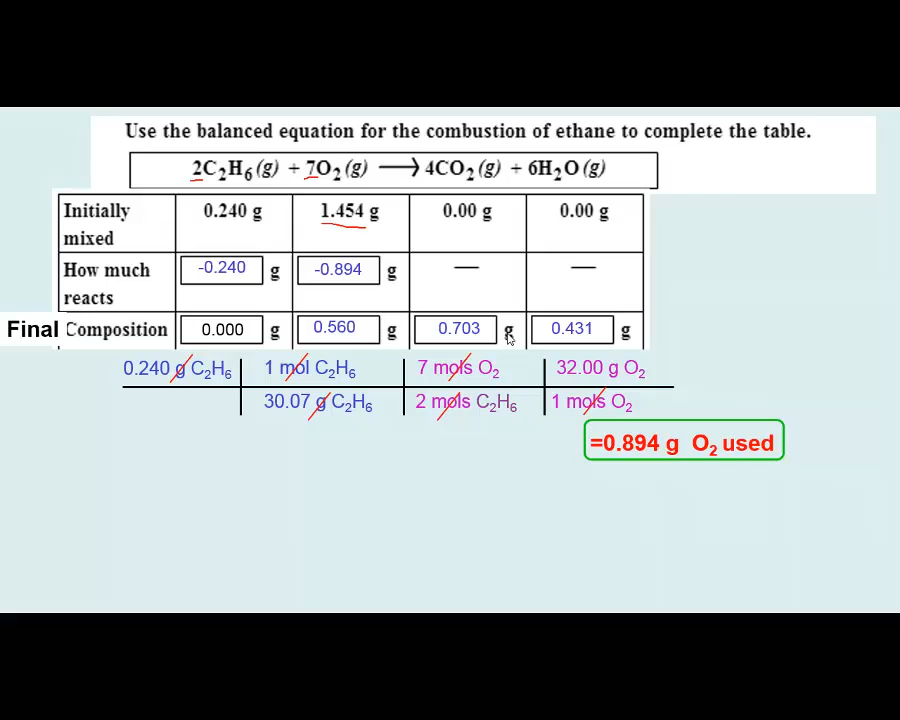 Use the balanced equation for the combustion of ethane to complete the table.
2C₂H₆(g) + 7O₂(g) ⟶ 4CO₂(g) + 6H₂O(g)
Initially mixed 0.240 g 1.454 g 0.00 g 0.00 g
How much reacts -0.240 g -0.894 g — —
Final Composition 0.000 g 0.560 g 0.703 g 0.431 g
0.240 g C₂H₆ 1 mol C₂H₆ 7 mols O₂ 32.00 g O₂
30.07 g C₂H₆ 2 mols C₂H₆ 1 mols O₂
=0.894 g O₂ used